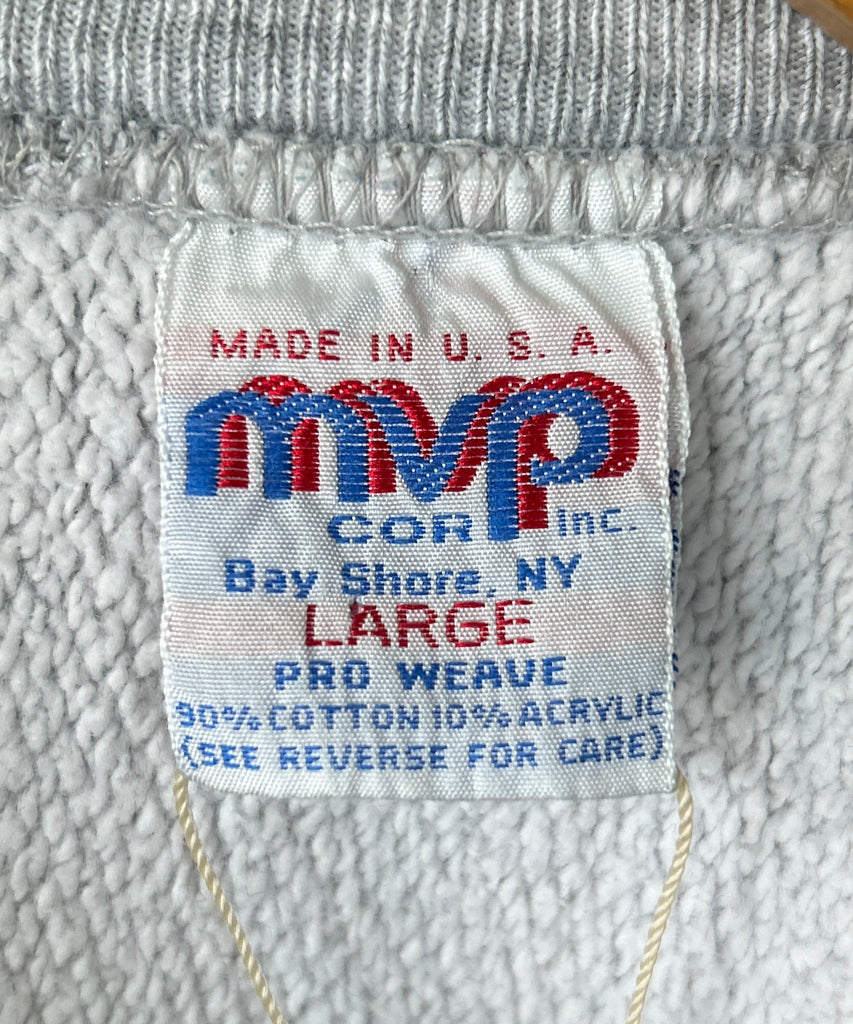 MADE IN U. S. A.
mvp
COR Inc.
Bay Shore, NY
LARGE
PRO WEAVE
90% COTTON 10% ACRYLIC
(SEE REVERSE FOR CARE)